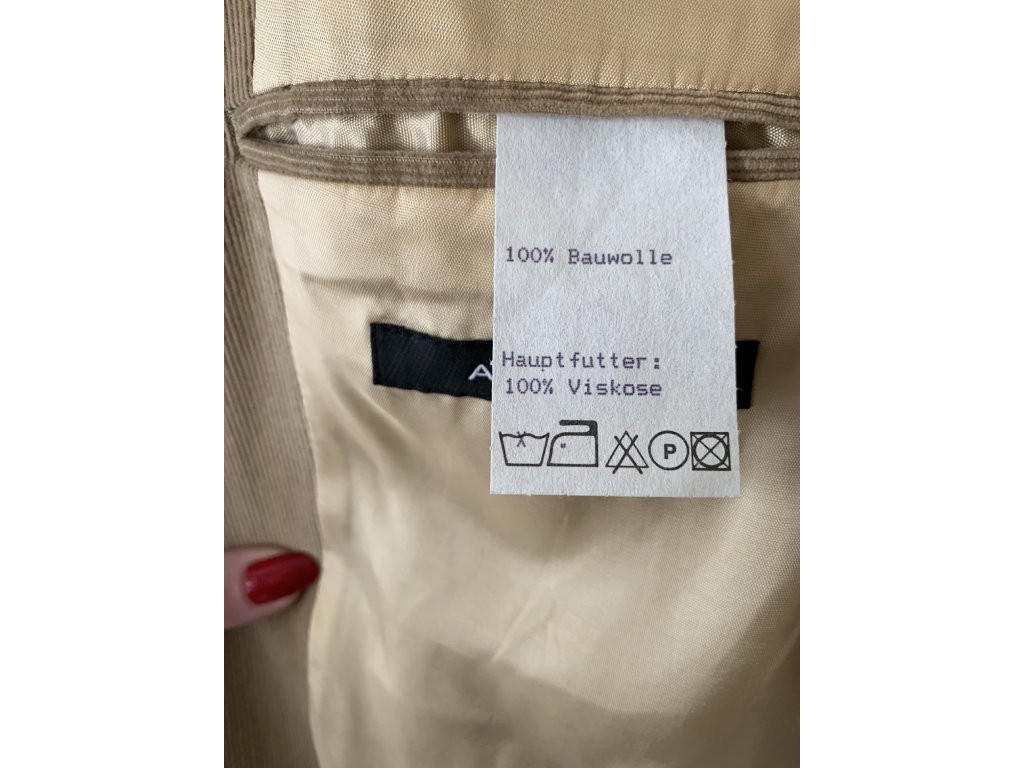 100% Bauwolle
Hauptfutter:
100% Viskose
A
P